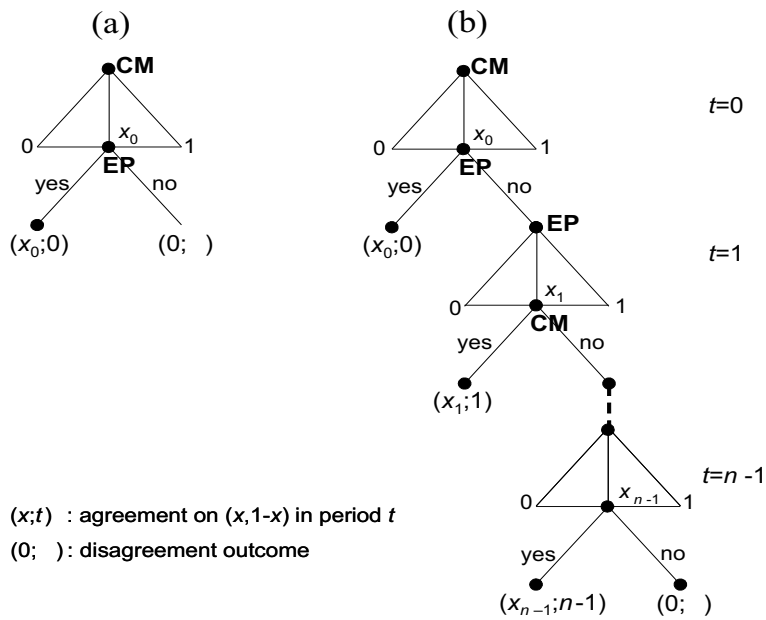 (a)
CM
0
x0
1
EP
yes
no
(x0;0)
(0; )
(b)
CM
t=0
0
x0
1
EP
yes
no
(x0;0)
EP
t=1
0
x1
1
CM
yes
no
(x1;1)
t=n -1
0
xn -1
1
yes
no
(xn -1;n-1)
(0; )
(x;t) : agreement on (x,1-x) in period t
(0; ) : disagreement outcome